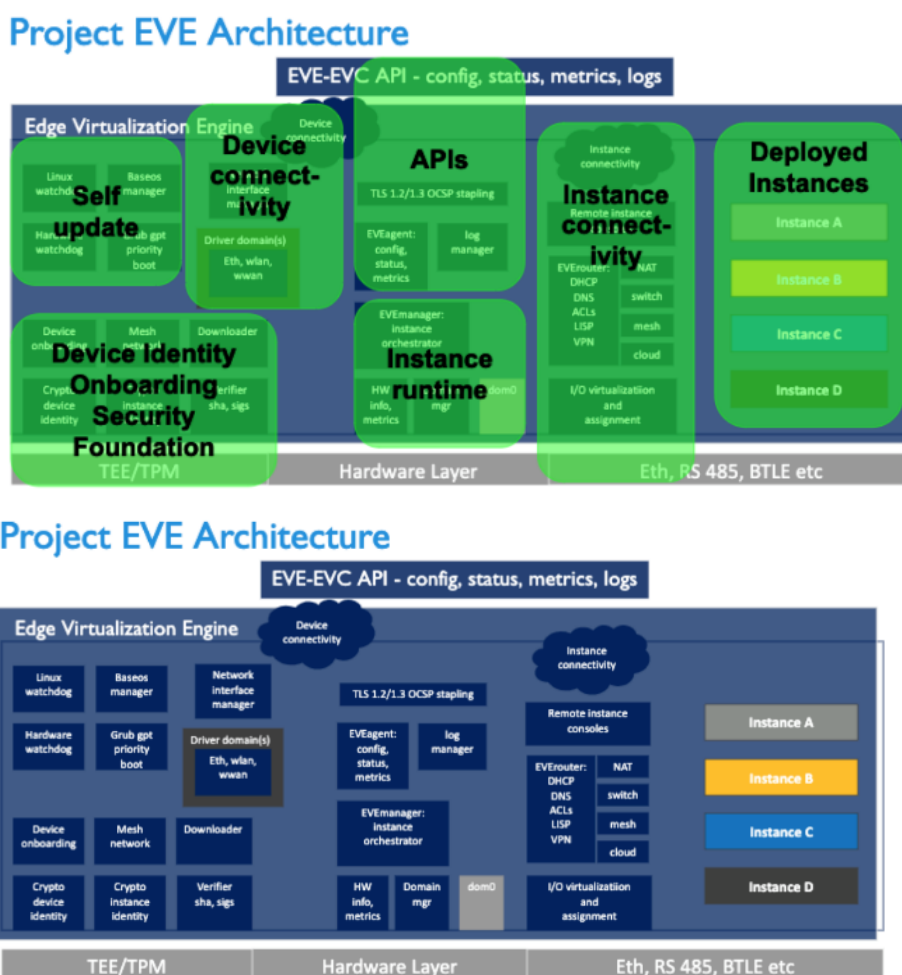 Project EVE Architecture
EVE-EVC API - config, status, metrics, logs
Edge Virtualization Engine
Device
connectivity
Linux
watchdog
Baseos
manager
Hardware
watchdog
Grub gpt
priority
boot
Self
update
interface
Driver domain(s)
Eth, wlan,
wwan
Device
connect-
ivity
APIs
TLS 1.2/1.3 OCSP stapling
EVEagent:
config,
status,
metrics
log
manager
Instance
connectivity
Remote instance
EVErouter:
DHCP
DNS
ACLs
LISP
VPN
NAT
switch
mesh
cloud
I/O virtualizatiion
and
assignment
Instance
connect-
ivity
Deployed
Instances
Instance A
Instance B
Instance C
Instance D
Device
onboarding
Mesh
network
Downloader
Crypto
device
identity
instance
identity
Verifier
sha, sigs
Device Identity
Onboarding
Security
Foundation
EVEmanager:
instance
orchestrator
HW
info,
metrics
mgr
dom0
Instance
runtime
TEE/TPM
Hardware Layer
Eth, RS 485, BTLE etc
Project EVE Architecture
EVE-EVC API - config, status, metrics, logs
Edge Virtualization Engine
Device
connectivity
Linux
watchdog
Baseos
manager
Network
interface
manager
Hardware
watchdog
Grub gpt
priority
boot
Driver domain(s)
Eth, wlan,
wwan
TLS 1.2/1.3 OCSP stapling
EVEagent:
config,
status,
metrics
log
manager
Instance
connectivity
Remote instance
consoles
EVErouter:
DHCP
DNS
ACLs
LISP
VPN
NAT
switch
mesh
cloud
Instance A
Instance B
Instance C
Instance D
Device
onboarding
Mesh
network
Downloader
EVEmanager:
instance
orchestrator
Crypto
device
identity
Crypto
instance
identity
Verifier
sha, sigs
HW
info,
metrics
Domain
mgr
dom0
I/O virtualizatiion
and
assignment
TEE/TPM
Hardware Layer
Eth, RS 485, BTLE etc